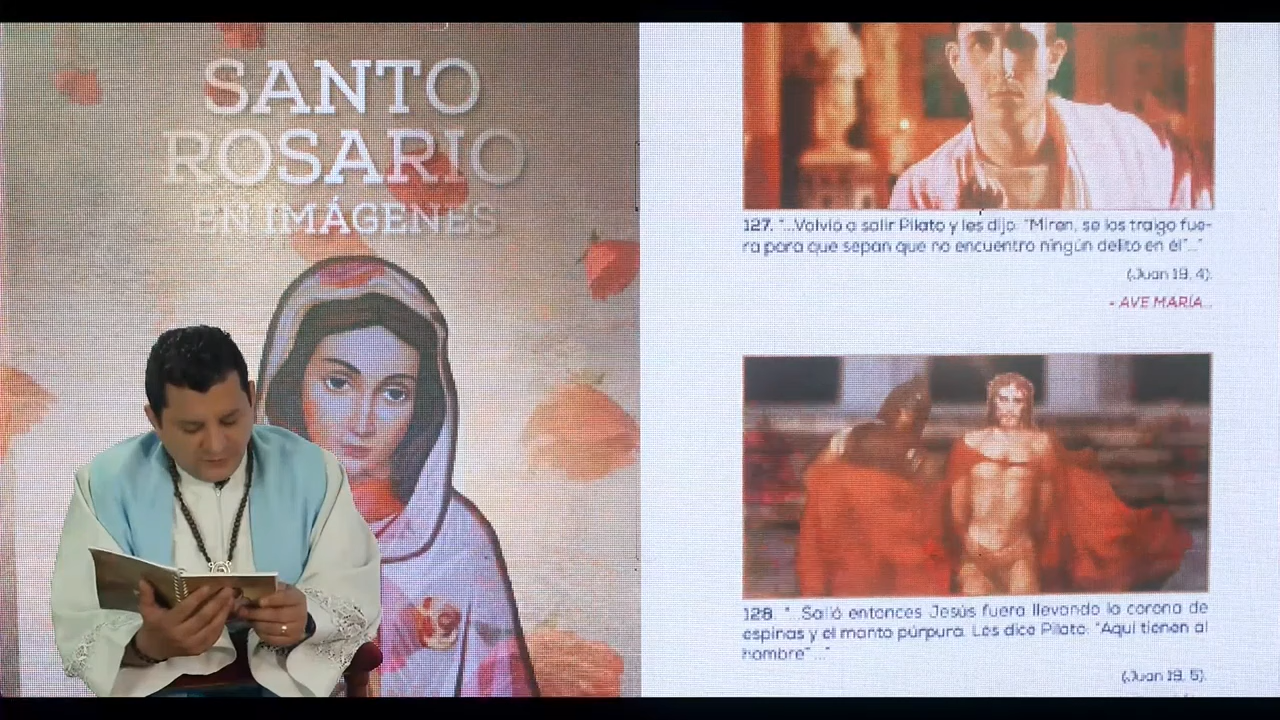 SANTO
ROSARIO
EN IMÁGENES
127. "...Volvió a salir Pilato y les dijo: "Miren, se los traigo fue-
ra para que sepan que no encuentro ningún delito en él"..."
(Juan 19, 4).
- AVE MARÍA...
128. "...Salió entonces Jesús fuera llevando la corona de
espinas y el manto púrpura. Les dice Pilato: "Aquí tienen al
hombre"..."
(Juan 19, 5).